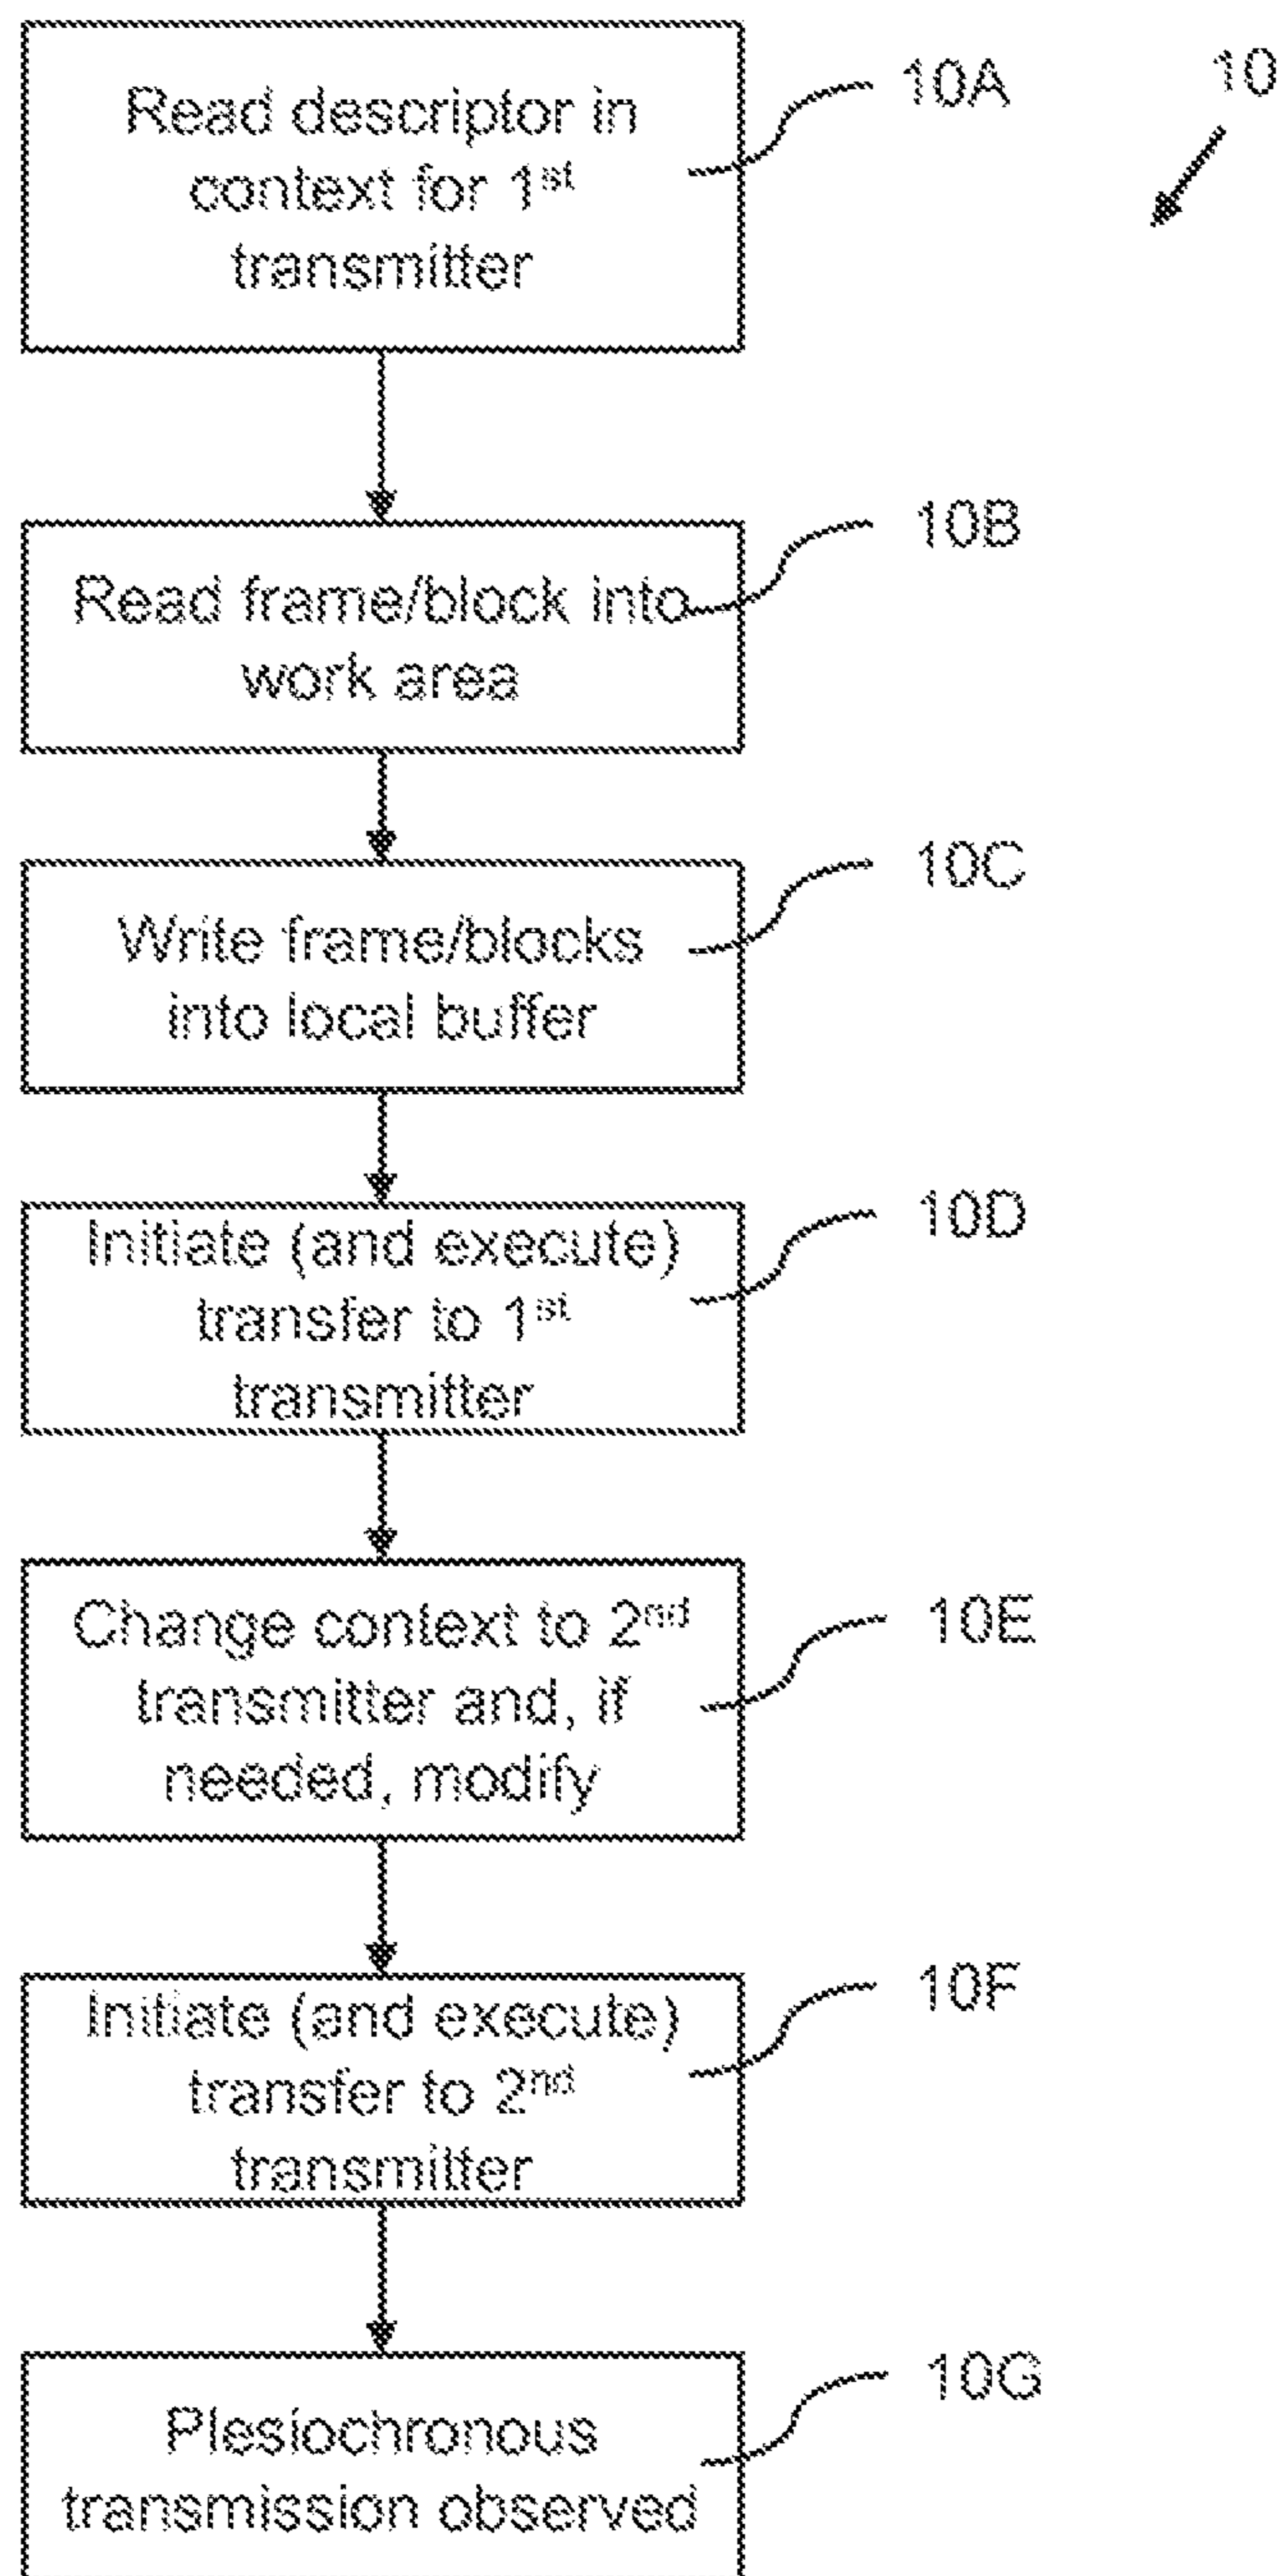 Read descriptor in
context for 1st
transmitter
10A
10
Read frame/block into
work area
10B
Write frame/blocks
into local buffer
10C
Initiate (and execute)
transfer to 1st
transmitter
10D
Change context to 2nd
transmitter and, if
needed, modify
10E
Initiate (and execute)
transfer to 2nd
transmitter
10F
Plesiochronous
transmission observed
10G